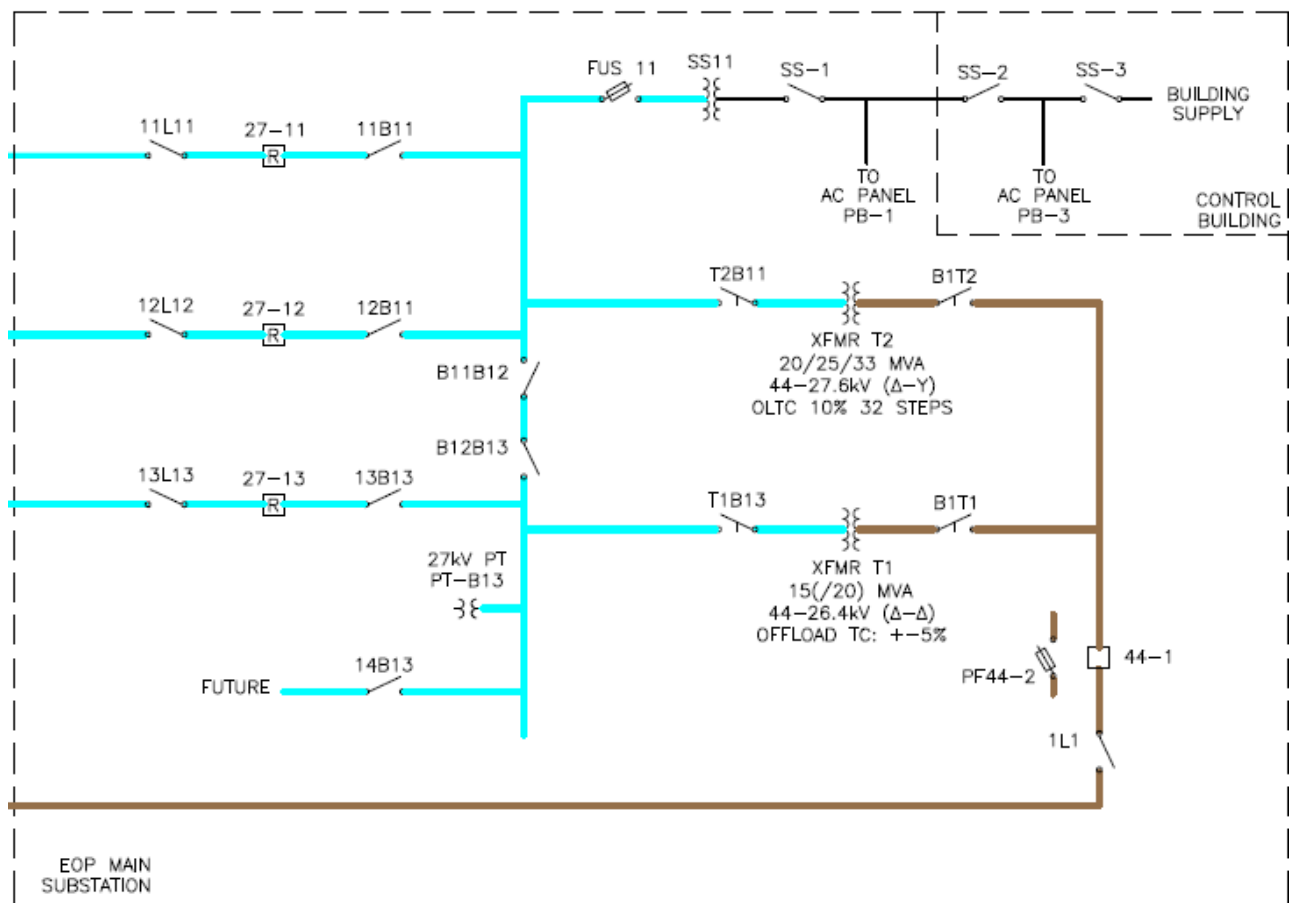 FUS 11
SS11
SS-1
SS-2
SS-3
BUILDING
SUPPLY
11L11
27-11
11B11
R
TO
AC PANEL
PB-1
TO
AC PANEL
PB-3
CONTROL
BUILDING
12L12
27-12
12B11
R
T2B11
B1T2
XFMR T2
20/25/33 MVA
44-27.6kV (Δ-Y)
OLTC 10% 32 STEPS
B11B12
B12B13
13L13
27-13
13B13
R
T1B13
B1T1
XFMR T1
15(/20) MVA
44-26.4kV (Δ-Δ)
OFFLOAD TC: +-5%
27kV PT
PT-B13
PF44-2
44-1
FUTURE
14B13
1L1
EOP MAIN
SUBSTATION